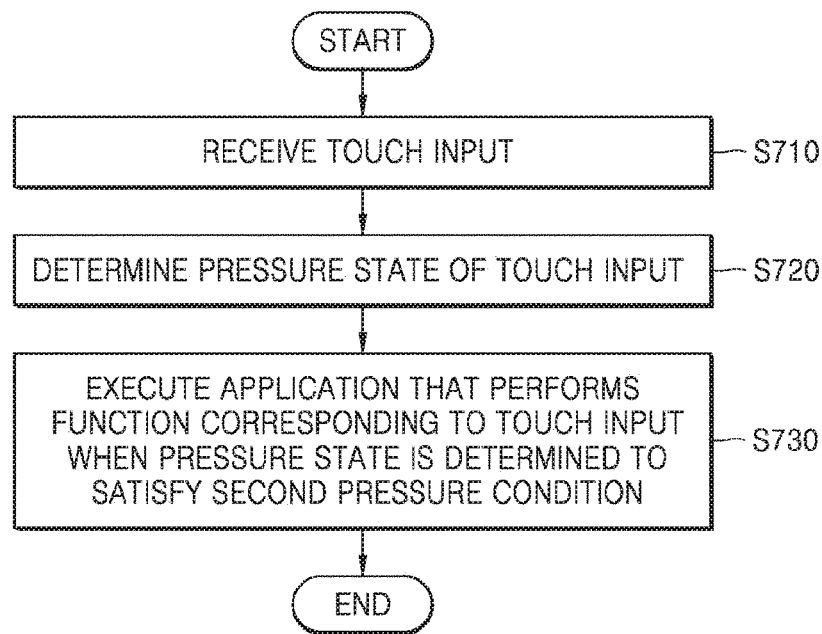 START
RECEIVE TOUCH INPUT
S710
DETERMINE PRESSURE STATE OF TOUCH INPUT
S720
EXECUTE APPLICATION THAT PERFORMS
FUNCTION CORRESPONDING TO TOUCH INPUT
WHEN PRESSURE STATE IS DETERMINED TO
SATISFY SECOND PRESSURE CONDITION
S730
END